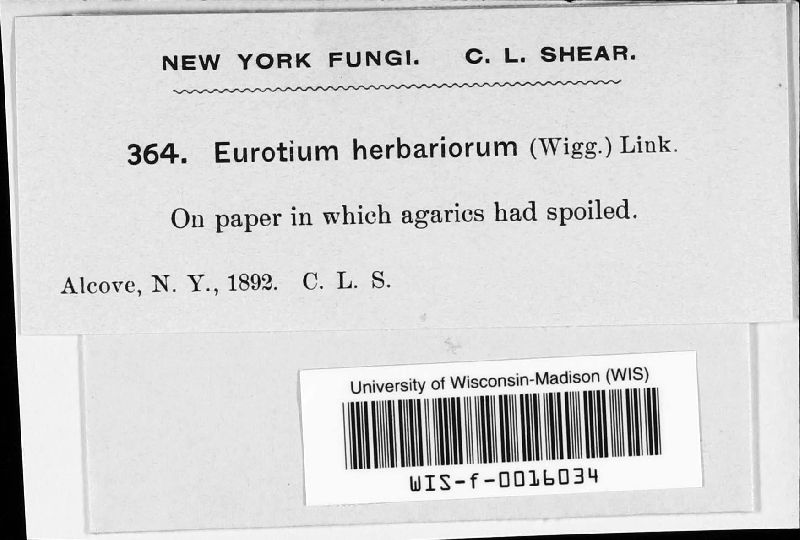 NEW YORK FUNGI. C. L. SHEAR.
364. Eurotium herbariorum (Wigg.) Link.
On paper in which agarics had spoiled.
Alcove, N. Y., 1892. C. L. S.
University of Wisconsin-Madison (WIS)
WIS-f-0016034